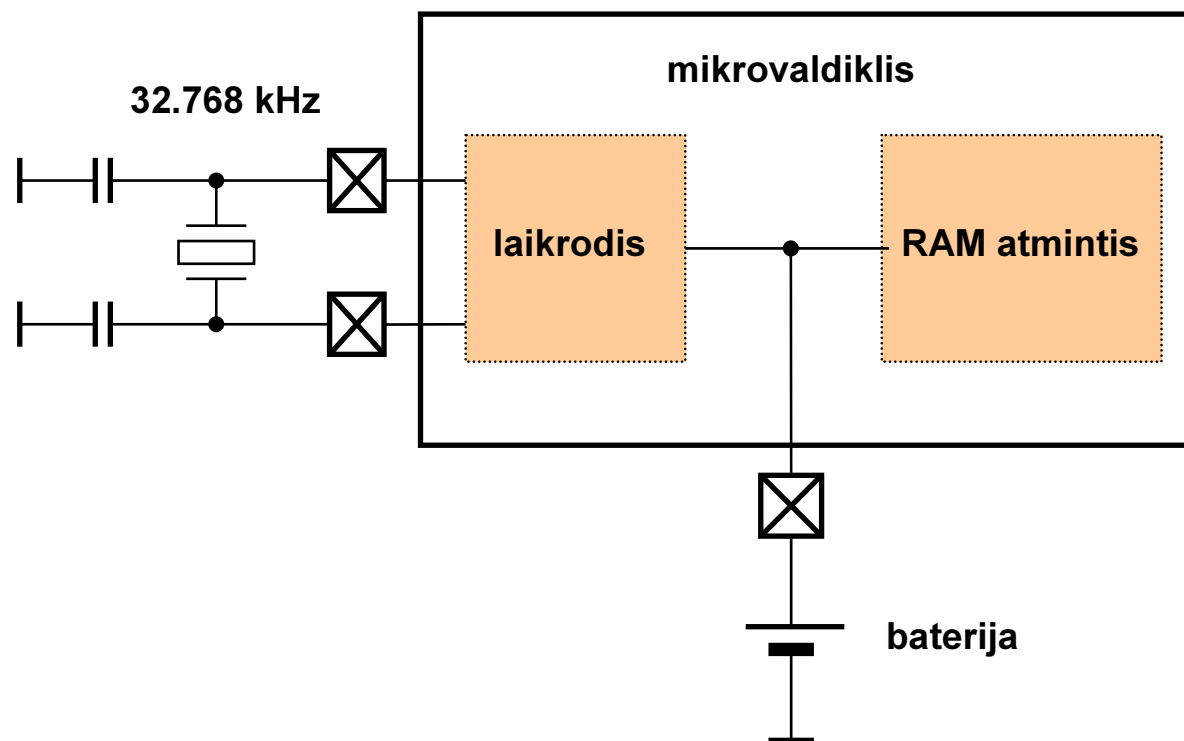 mikrovaldiklis
32.768 kHz
laikrodis
RAM atmintis
baterija